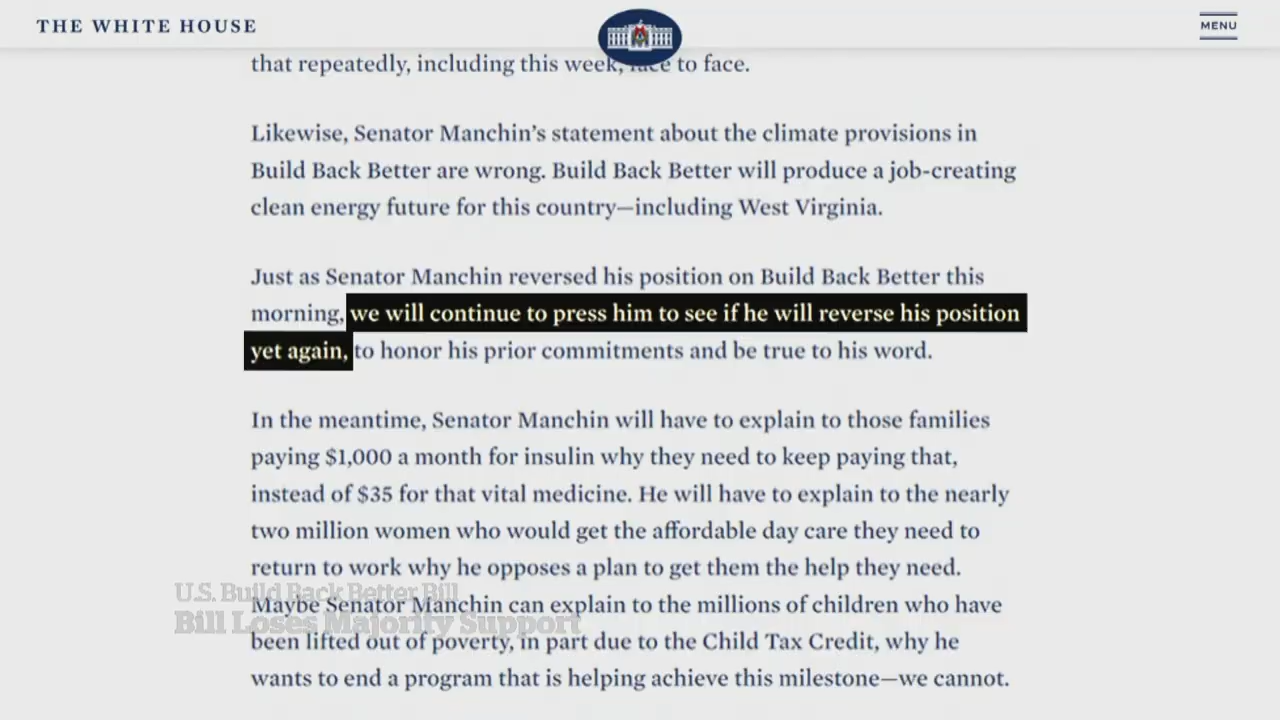 THE WHITE HOUSE
MENU
that repeatedly, including this week, face to face.
Likewise, Senator Manchin’s statement about the climate provisions in
Build Back Better are wrong. Build Back Better will produce a job-creating
clean energy future for this country—including West Virginia.
Just as Senator Manchin reversed his position on Build Back Better this
morning, we will continue to press him to see if he will reverse his position
yet again, to honor his prior commitments and be true to his word.
In the meantime, Senator Manchin will have to explain to those families
paying $1,000 a month for insulin why they need to keep paying that,
instead of $35 for that vital medicine. He will have to explain to the nearly
two million women who would get the affordable day care they need to
return to work why he opposes a plan to get them the help they need.
U.S. Build Back Better Bill
Maybe Senator Manchin can explain to the millions of children who have
Bill Loses Majority Support
been lifted out of poverty, in part due to the Child Tax Credit, why he
wants to end a program that is helping achieve this milestone—we cannot.